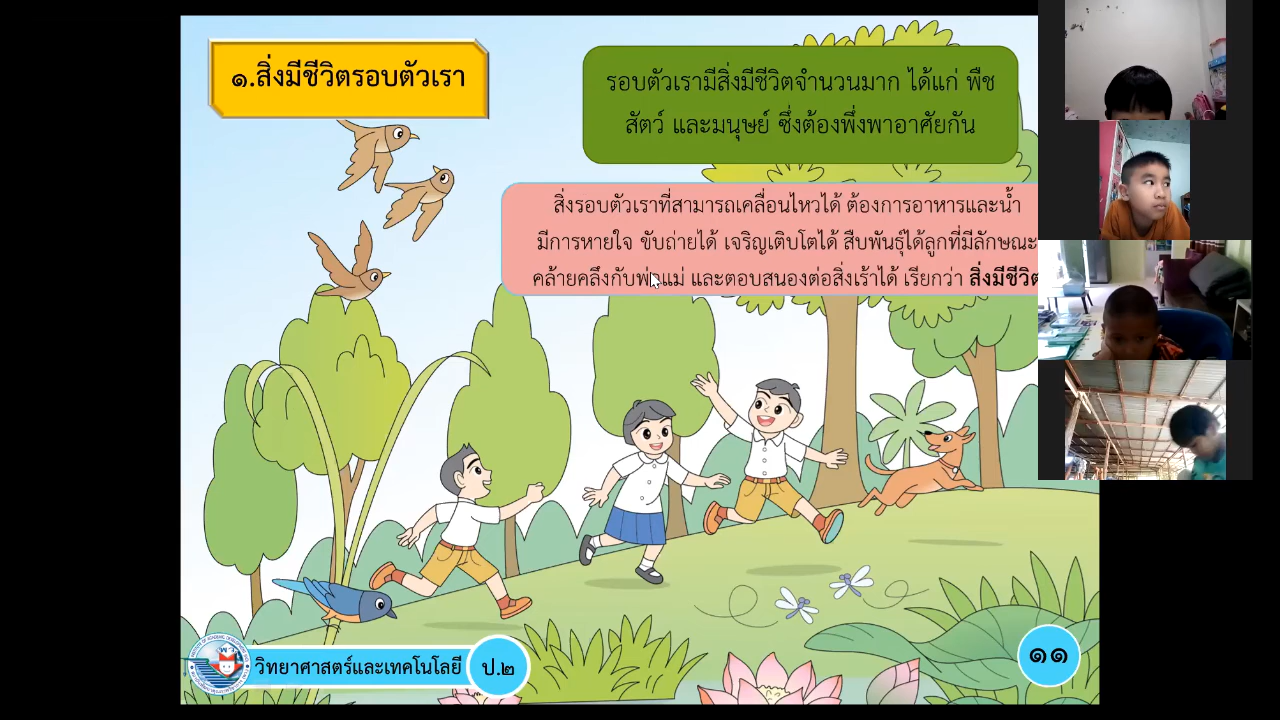 ๑.สิ่งมีชีวิตรอบตัวเรา
รอบตัวเรามีสิ่งมีชีวิตจำนวนมาก ได้แก่ พืช
สัตว์ และมนุษย์ ซึ่งต้องพึ่งพาอาศัยกัน
สิ่งรอบตัวเราที่สามารถเคลื่อนไหวได้ ต้องการอาหารและน้ำ
มีการหายใจ ขับถ่ายได้ เจริญเติบโตได้ สืบพันธุ์ได้ลูกที่มีลักษณะ
คล้ายคลึงกับพ่อแม่ และตอบสนองต่อสิ่งเร้าได้ เรียกว่า สิ่งมีชีวิต
วิทยาศาสตร์และเทคโนโลยี
ป.๒
๑๑